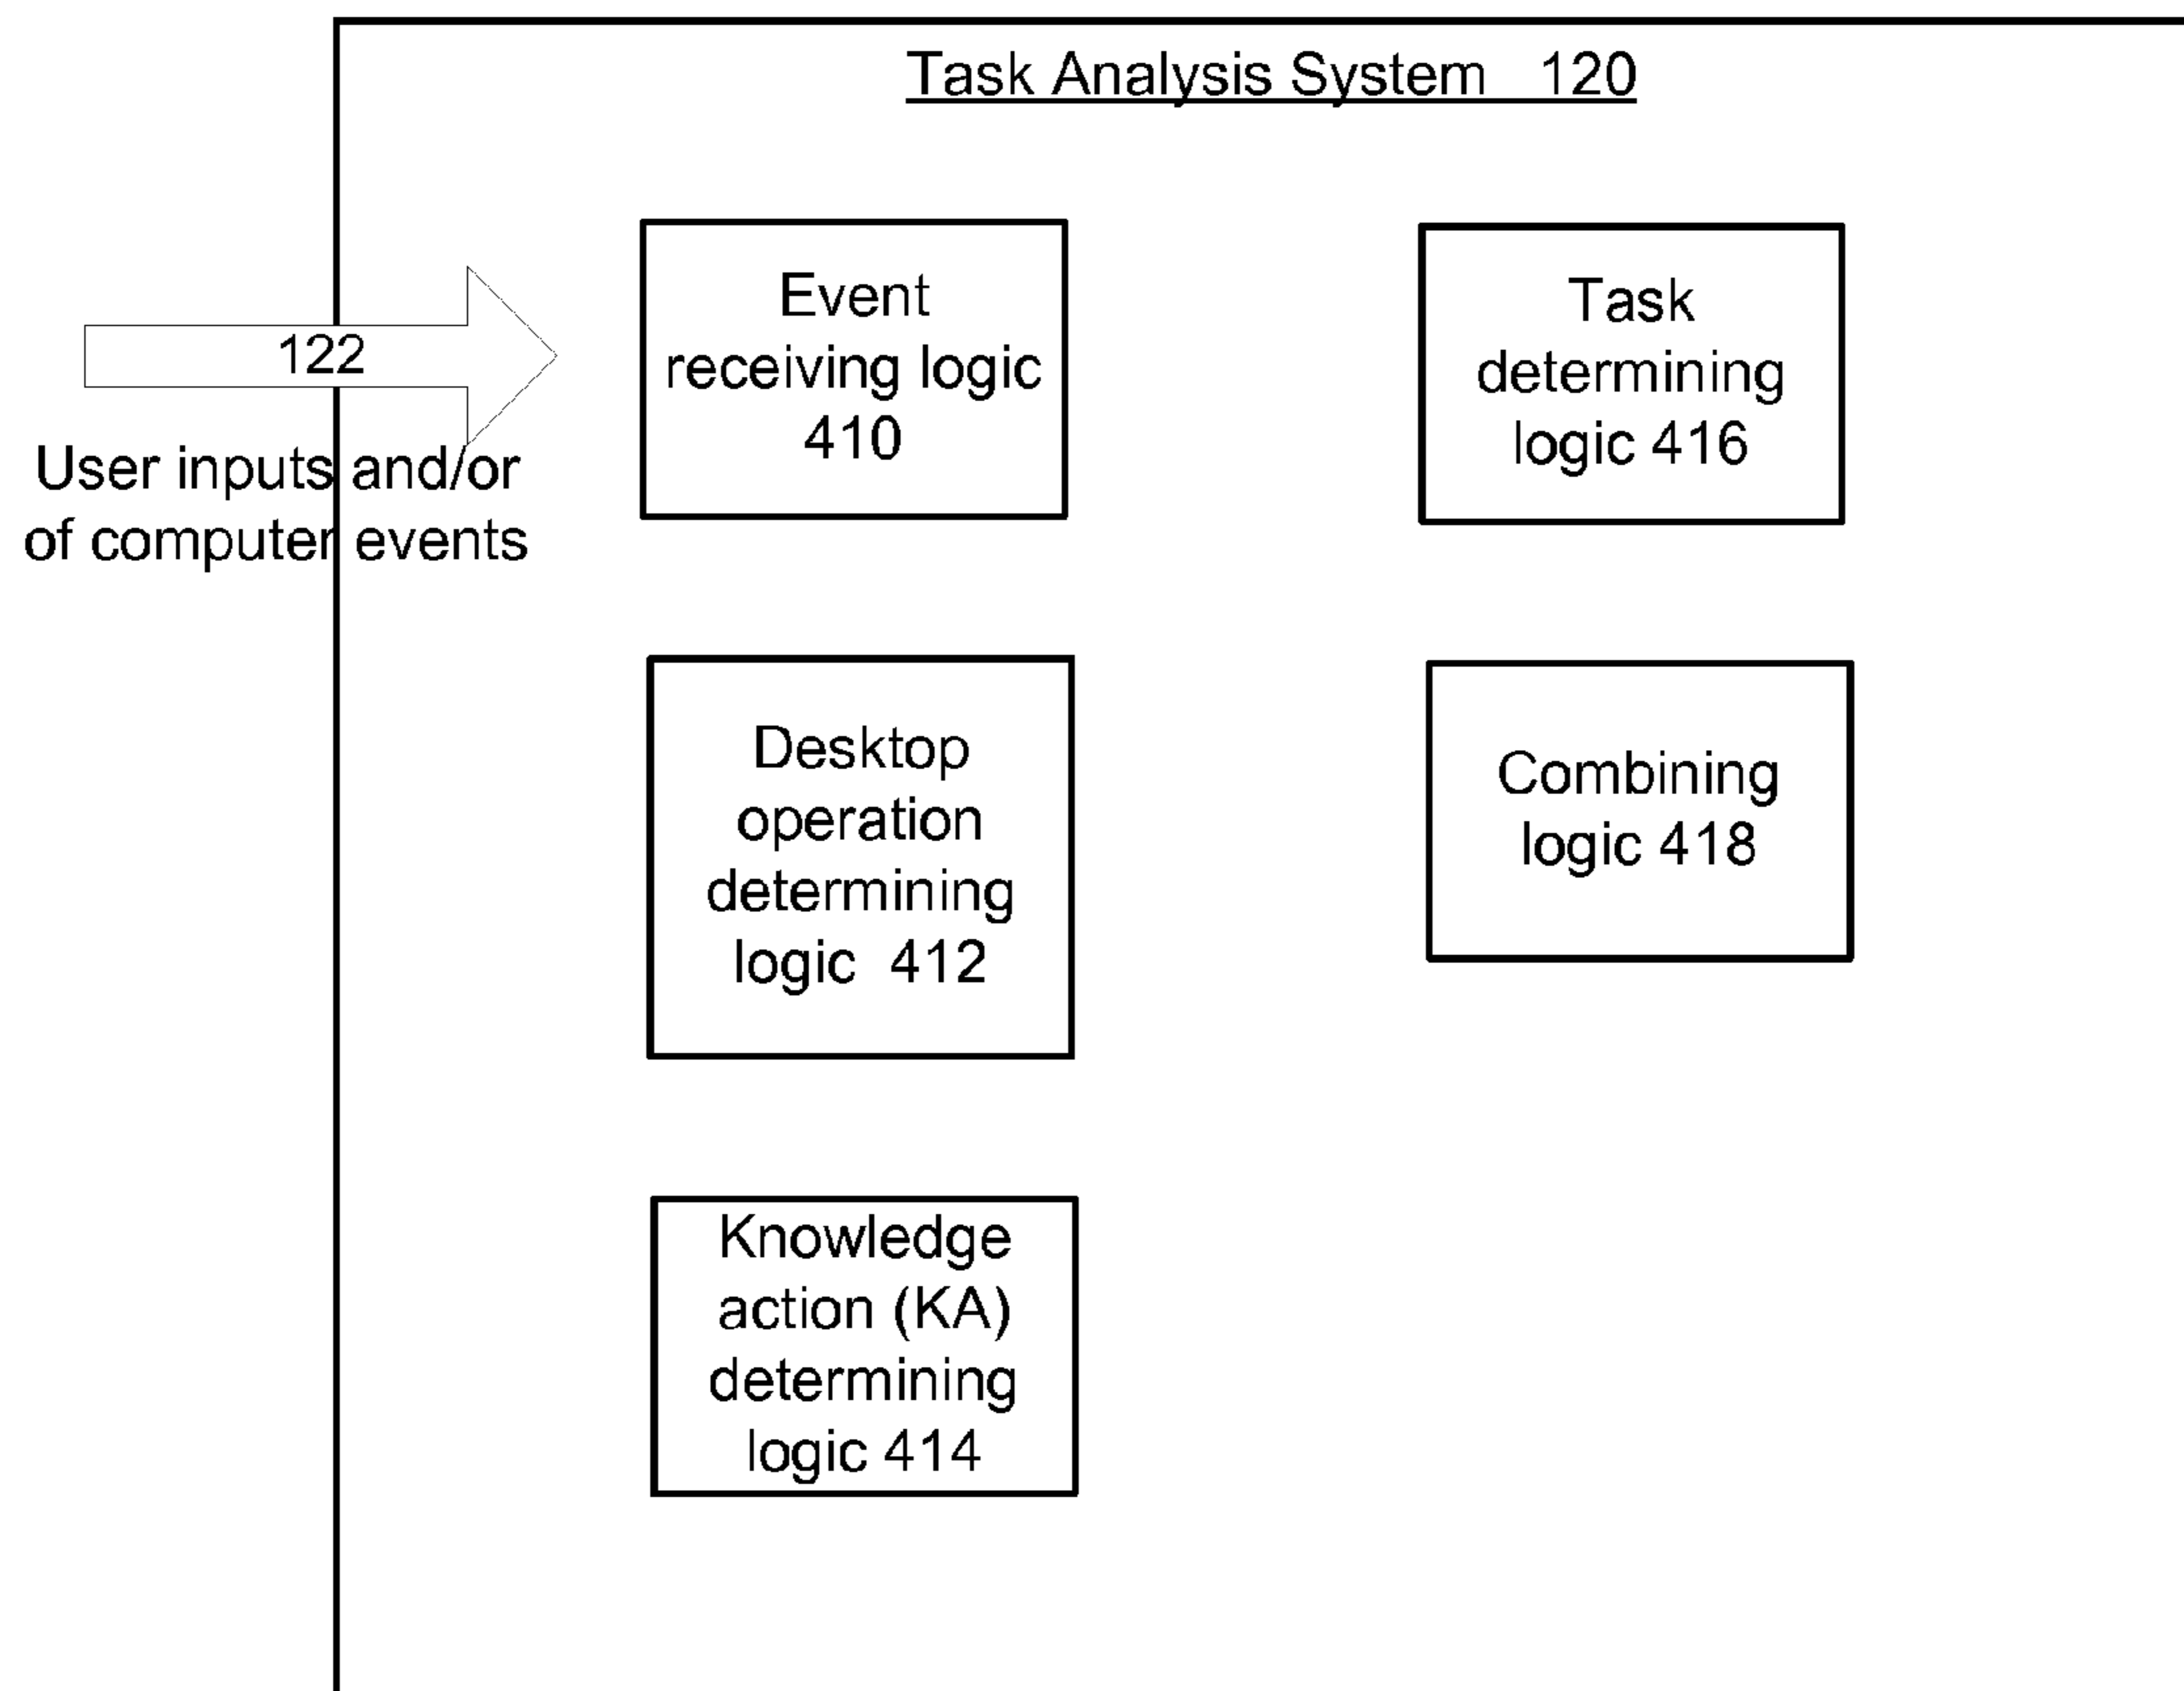 Task Analysis System 120
122
User inputs and/or
of computer events
Event
receiving logic
410
Task
determining
logic 416
Desktop
operation
determining
logic 412
Combining
logic 418
Knowledge
action (KA)
determining
logic 414